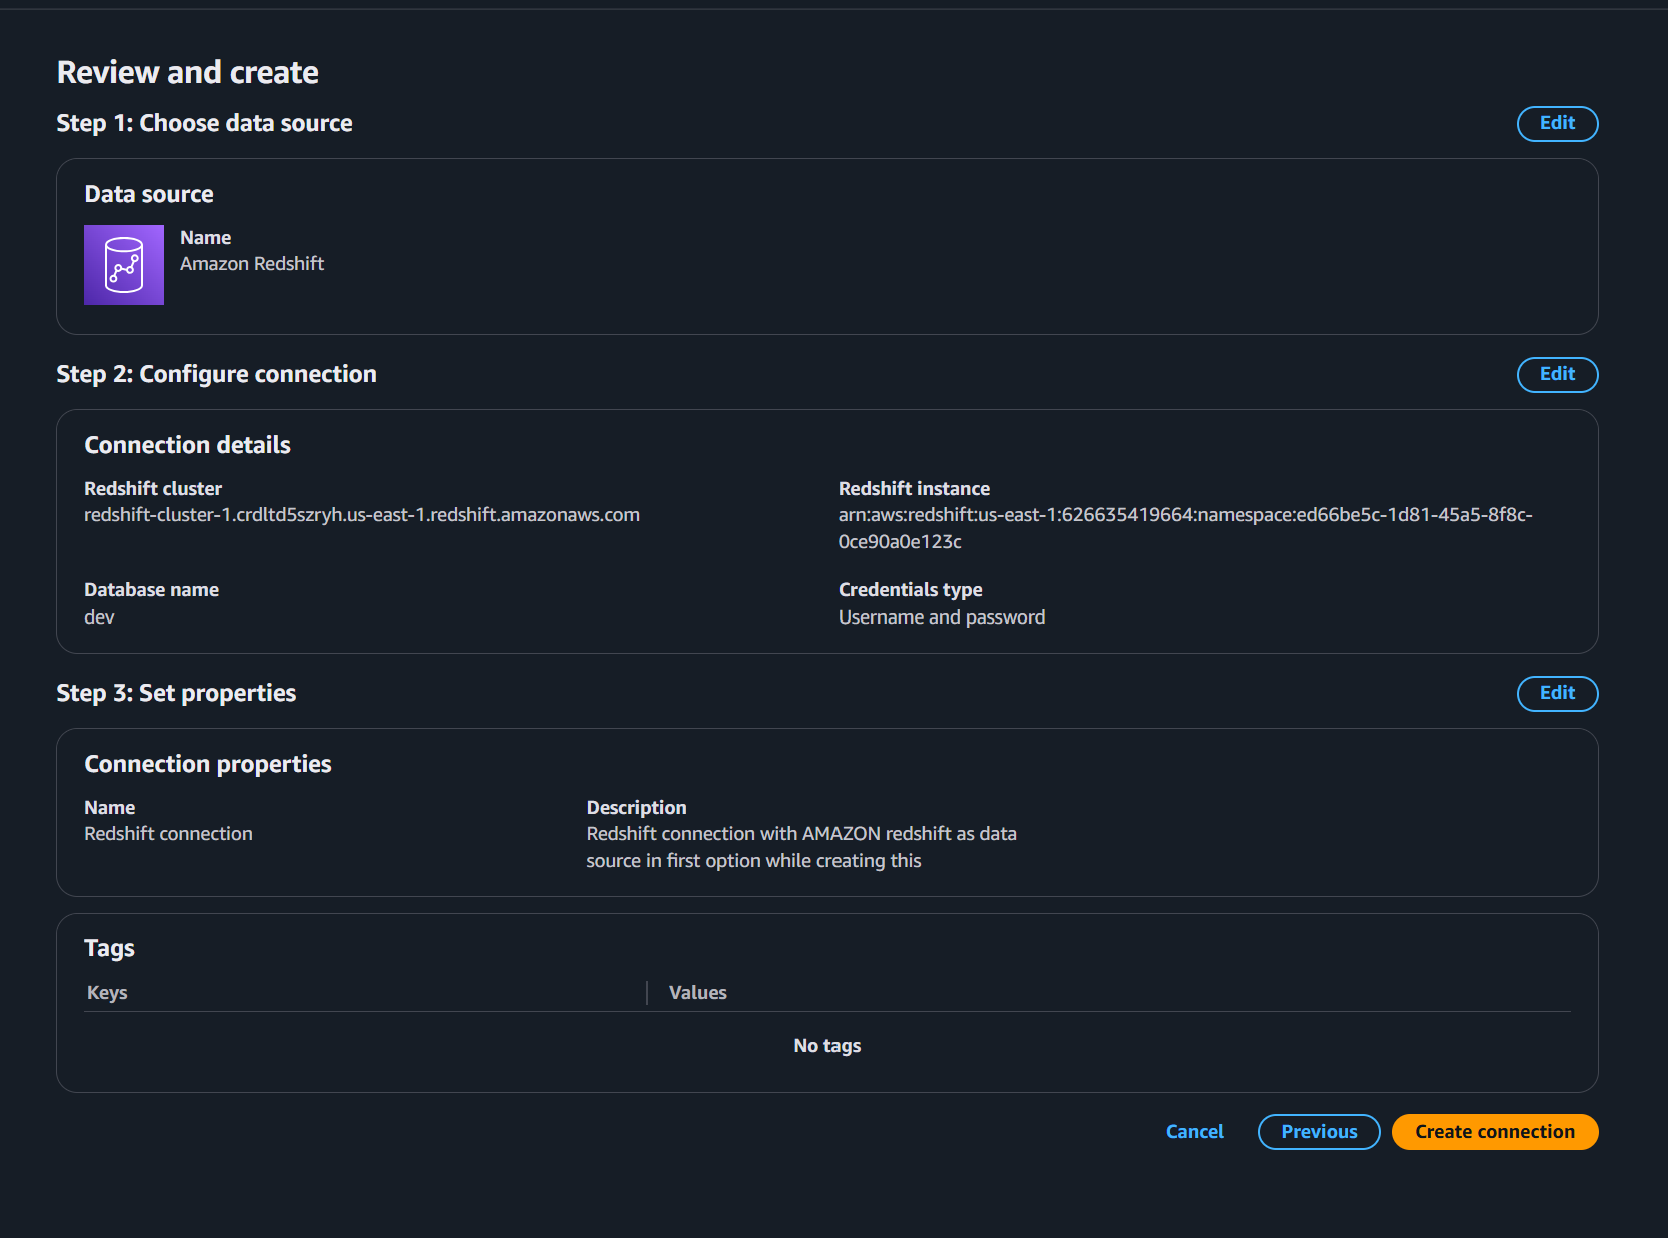 Review and create
Step 1: Choose data source
Edit
Data source
Name
Amazon Redshift
Step 2: Configure connection
Edit
Connection details
Redshift cluster
redshift-cluster-1.crdltd5szryh.us-east-1.redshift.amazonaws.com
Redshift instance
arn:aws:redshift:us-east-1:626635419664:namespace:ed66be5c-1d81-45a5-8f8c-
0ce90a0e123c
Database name
dev
Credentials type
Username and password
Step 3: Set properties
Edit
Connection properties
Name
Redshift connection
Description
Redshift connection with AMAZON redshift as data
source in first option while creating this
Tags
Keys
Values
No tags
Cancel
Previous
Create connection